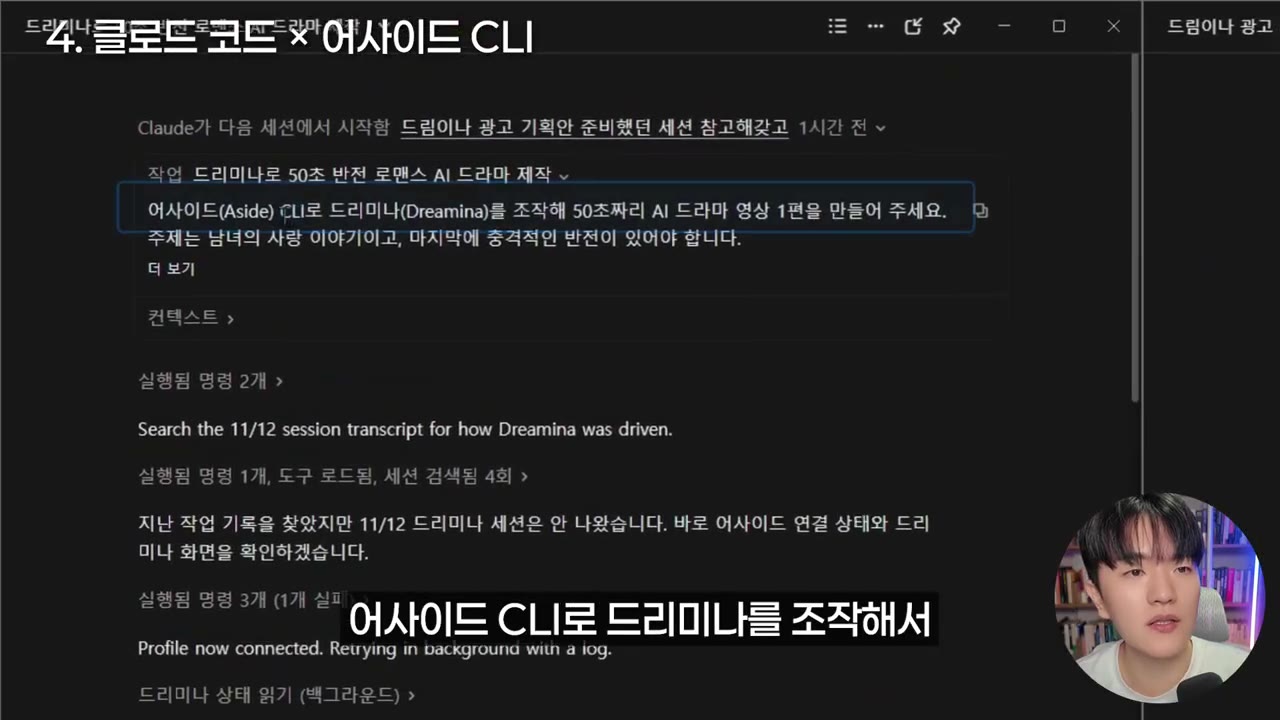 4. 클로드 코드 × 어사이드 CLI
드림이나 광고
Claude가 다음 세션에서 시작함 드림이나 광고 기획안 준비했던 세션 참고해갖고 1시간 전
작업 드리미나로 50초 반전 로맨스 AI 드라마 제작
어사이드(Aside) CLI로 드리미나(Dreamina)를 조작해 50초짜리 AI 드라마 영상 1편을 만들어 주세요.
주제는 남녀의 사랑 이야기이고, 마지막에 충격적인 반전이 있어야 합니다.
더 보기
컨텍스트
실행됨 명령 2개
Search the 11/12 session transcript for how Dreamina was driven.
실행됨 명령 1개, 도구 로드됨, 세션 검색됨 4회
지난 작업 기록을 찾았지만 11/12 드리미나 세션은 안 나왔습니다. 바로 어사이드 연결 상태와 드리
미나 화면을 확인하겠습니다.
실행됨 명령 3개 (1개 실패)
어사이드 CLI로 드리미나를 조작해서
Profile now connected. Retrying in background with a log.
드리미나 상태 읽기 (백그라운드)